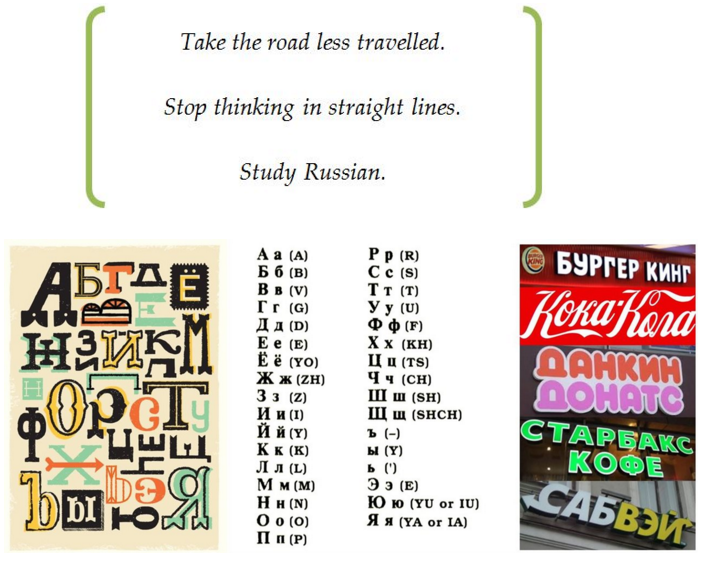 Take the road less travelled.
Stop thinking in straight lines.
Study Russian.
А Б Г Д Ё
В Е
Ж З И К М
Й Л
Н О Р С Т У
П
Ф Ц Ш
Х Ч Щ
Ъ Ы Ь Э Я
Ю
А а (A)
Б б (B)
В в (V)
Г г (G)
Д д (D)
Е е (E)
Ё ё (YO)
Ж ж (ZH)
З з (Z)
И и (I)
Й й (Y)
К к (K)
Л л (L)
М м (M)
Н н (N)
О о (O)
П п (P)
Р р (R)
С с (S)
Т т (T)
У у (U)
Ф ф (F)
Х х (KH)
Ц ц (TS)
Ч ч (CH)
Ш ш (SH)
Щ щ (SHCH)
ъ (–)
ы (Y)
ь (')
Э э (E)
Ю ю (YU or IU)
Я я (YA or IA)
BURGER
KING
БУРГЕР КИНГ
Кока-Кола
ДАНКИН
ДОНАТС
СТАРБАКС
КОФЕ
САБВЭЙ